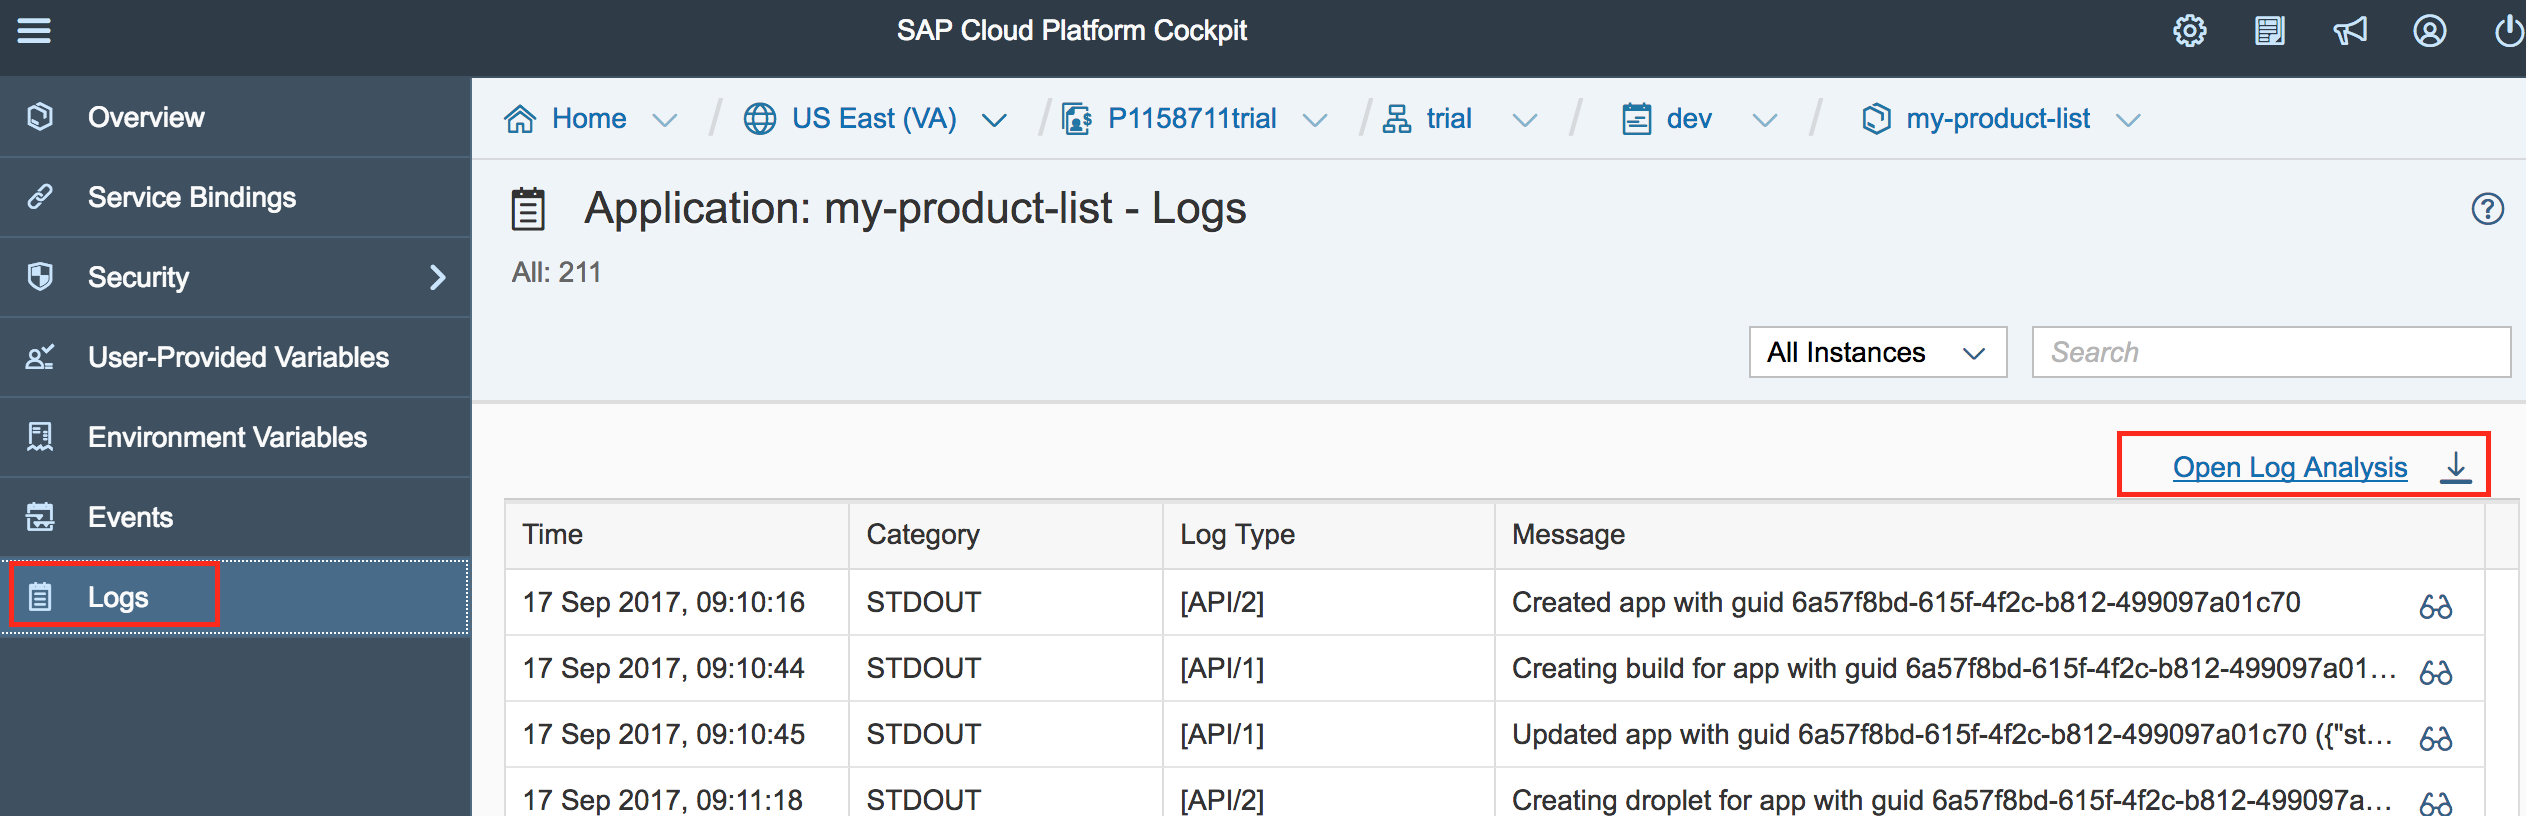 SAP Cloud Platform Cockpit
Overview
Service Bindings
Security
User-Provided Variables
Environment Variables
Events
Logs
Home / US East (VA) / P1158711trial / trial / dev / my-product-list
Application: my-product-list - Logs
All: 211
All Instances Search
Open Log Analysis
Time Category Log Type Message
17 Sep 2017, 09:10:16 STDOUT [API/2] Created app with guid 6a57f8bd-615f-4f2c-b812-499097a01c70
17 Sep 2017, 09:10:44 STDOUT [API/1] Creating build for app with guid 6a57f8bd-615f-4f2c-b812-499097a01...
17 Sep 2017, 09:10:45 STDOUT [API/1] Updated app with guid 6a57f8bd-615f-4f2c-b812-499097a01c70 ({"st...
17 Sep 2017, 09:11:18 STDOUT [API/2] Creating droplet for app with guid 6a57f8bd-615f-4f2c-b812-499097a...